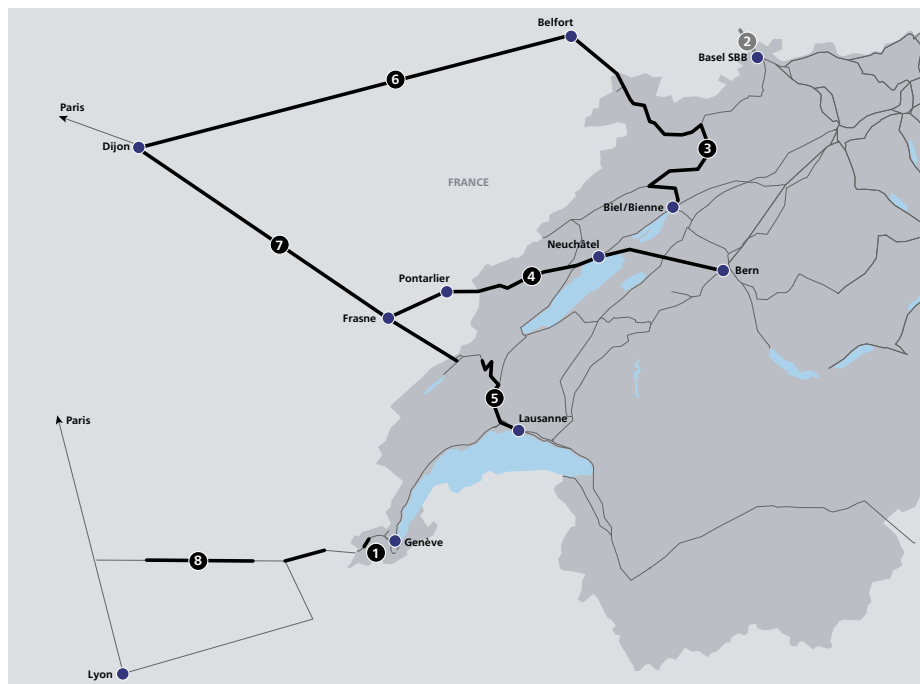 Belfort
2
Basel SBB
6
Paris
Dijon
3
FRANCE
Biel/Bienne
7
Neuchâtel
Pontarlier
4
Bern
Frasne
5
Lausanne
Paris
Genève
1
8
Lyon